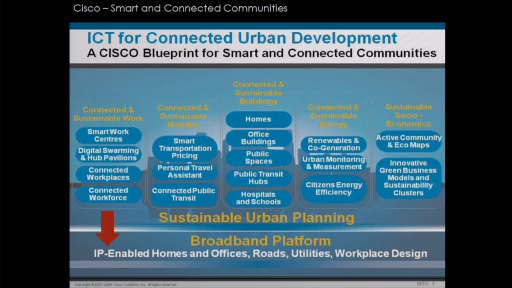 Cisco – Smart and Connected Communities
ICT for Connected Urban Development
A CISCO Blueprint for Smart and Connected Communities
Connected &
Sustainable Work
Smart Work
Centres
Digital Swarming
& Hub Pavilions
Connected
Workplaces
Connected
Workforce
Connected &
Sustainable
Mobility
Smart
Transportation
Pricing
Personal Travel
Assistant
Connected Public
Transit
Connected &
Sustainable
Buildings
Homes
Office
Buildings
Public
Spaces
Public Transit
Hubs
Hospitals
and Schools
Connected &
Sustainable
Energy
Renewables &
Co-Generation
Urban Monitoring
& Measurement
Citizens Energy
Efficiency
Sustainable
Socio -
Economics
Active Community
& Eco Maps
Innovative
Green Business
Models and
Sustainability
Clusters
Sustainable Urban Planning
Broadband Platform
IP-Enabled Homes and Offices, Roads, Utilities, Workplace Design